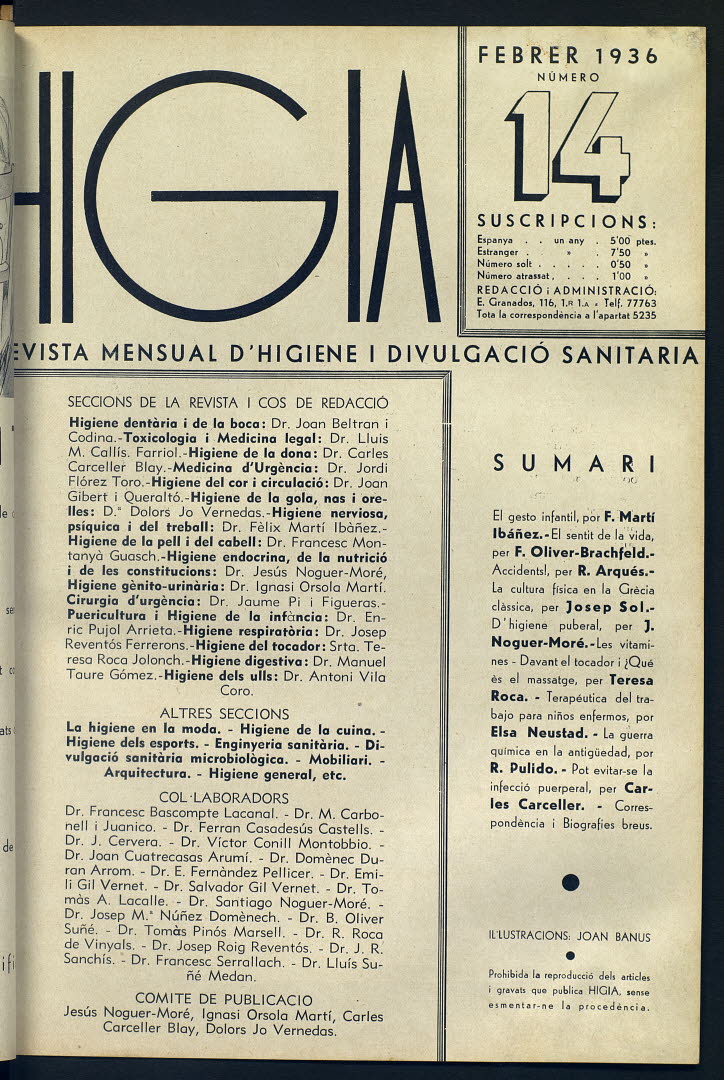 HIGIA
FEBRER 1936
NÚMERO
14
SUSCRIPCIONS:
Espanya . . un any . 5'00 ptes.
Estranger . » . 7'50 »
Número solt . . . . . 0'50 »
Número atrassat . . . . 1'00 »
REDACCIÓ i ADMINISTRACIÓ:
E. Granados, 116, 1.R 1.A - Telf. 77763
Tota la correspondència a l'apartat 5235
EVISTA MENSUAL D'HIGIENE I DIVULGACIÓ SANITARIA
SECCIONS DE LA REVISTA I COS DE REDACCIÓ
Higiene dentària i de la boca: Dr. Joan Beltran i
Codina.-Toxicologia i Medicina legal: Dr. Lluis
M. Callís. Farriol.-Higiene de la dona: Dr. Carles
Carceller Blay.-Medicina d'Urgència: Dr. Jordi
Flórez Toro.-Higiene del cor i circulació: Dr. Joan
Gibert i Queraltó.-Higiene de la gola, nas i ore-
lles: D.ª Dolors Jo Vernedas.-Higiene nerviosa,
psíquica i del treball: Dr. Fèlix Martí Ibàñez.-
Higiene de la pell i del cabell: Dr. Francesc Mon-
tanyà Guasch.-Higiene endocrina, de la nutrició
i de les constitucions: Dr. Jesús Noguer-Moré,
Higiene gènito-urinària: Dr. Ignasi Orsola Martí.
Cirurgia d'urgència: Dr. Jaume Pi i Figueras.-
Puericultura i Higiene de la infància: Dr. En-
ric Pujol Arrieta.-Higiene respiratòria: Dr. Josep
Reventós Ferrerons.-Higiene del tocador: Srta. Te-
resa Roca Jolonch.-Higiene digestiva: Dr. Manuel
Taure Gómez.-Higiene dels ulls: Dr. Antoni Vila
Coro.
ALTRES SECCIONS
La higiene en la moda. - Higiene de la cuina. -
Higiene dels esports. - Enginyeria sanitària. - Di-
vulgació sanitària microbiològica. - Mobiliari. -
Arquitectura. - Higiene general, etc.
COL·LABORADORS
Dr. Francesc Bascompte Lacanal. - Dr. M. Carbo-
nell i Juanico. - Dr. Ferran Casadesús Castells. -
Dr. J. Cervera. - Dr. Víctor Conill Montobbio. -
Dr. Joan Cuatrecasas Arumí. - Dr. Domènec Du-
ran Arrom. - Dr. E. Fernàndez Pellicer. - Dr. Emi-
li Gil Vernet. - Dr. Salvador Gil Vernet. - Dr. To-
màs A. Lacalle. - Dr. Santiago Noguer-Moré. -
Dr. Josep M.ª Núñez Domènech. - Dr. B. Oliver
Suñé. - Dr. Tomàs Pinós Marsell. - Dr. R. Roca
de Vinyals. - Dr. Josep Roig Reventós. - Dr. J. R.
Sanchís. - Dr. Francesc Serrallach. - Dr. Lluís Su-
ñé Medan.
COMITE DE PUBLICACIO
Jesús Noguer-Moré, Ignasi Orsola Martí, Carles
Carceller Blay, Dolors Jo Vernedas.
SUMARI
El gesto infantil, por F. Martí
Ibáñez.-El sentit de la vida,
per F. Oliver-Brachfeld.-
Accidents!, per R. Arqués.-
La cultura física en la Grècia
clàssica, per Josep Sol.-
D'higiene puberal, per J.
Noguer-Moré.-Les vitami-
nes - Davant el tocador i ¿Qué
ès el massatge, per Teresa
Roca. - Terapéutica del tra-
bajo para niños enfermos, por
Elsa Neustad. - La guerra
química en la antigüedad, por
R. Pulido. - Pot evitar-se la
infecció puerperal, per Car-
les Carceller. - Corres-
pondència i Biografies breus.
IL·LUSTRACIONS: JOAN BANUS
Prohibida la reproducció dels articles
i gravats que publica HIGIA, sense
esmentar-ne la procedència.